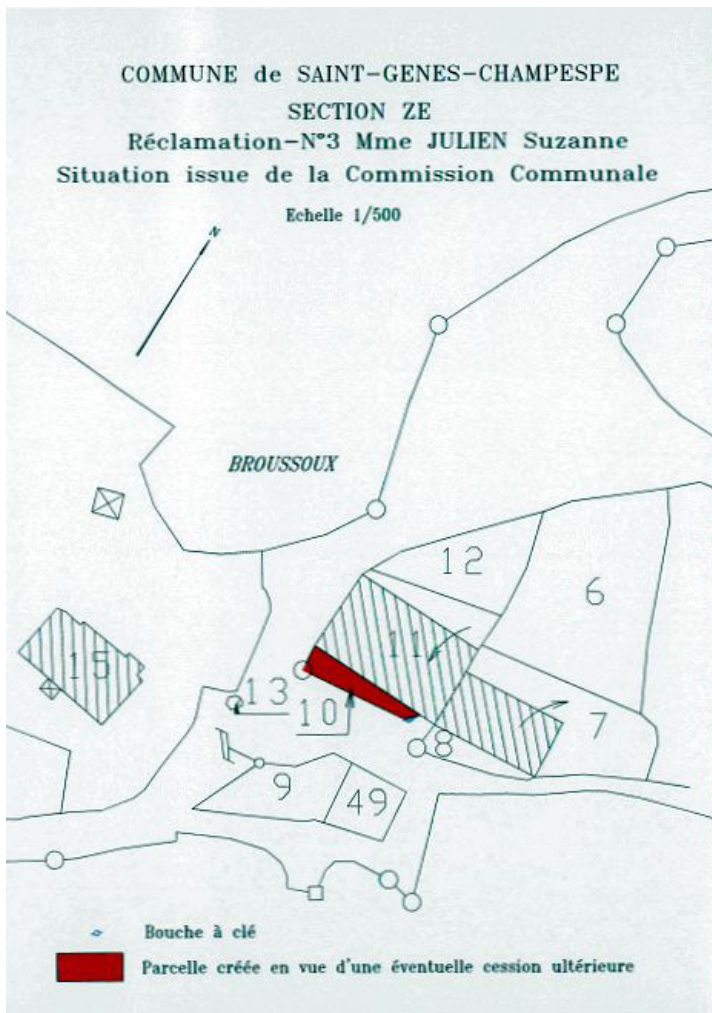 COMMUNE de SAINT-GENES-CHAMPESPE
SECTION ZE
Réclamation-N°3 Mme JULIEN Suzanne
Situation issue de la Commission Communale
Echelle 1/500
N
BROUSSOUX
12
6
11
15
13
10
7
8
9
49
Bouche à clé
Parcelle créée en vue d'une éventuelle cession ultérieure